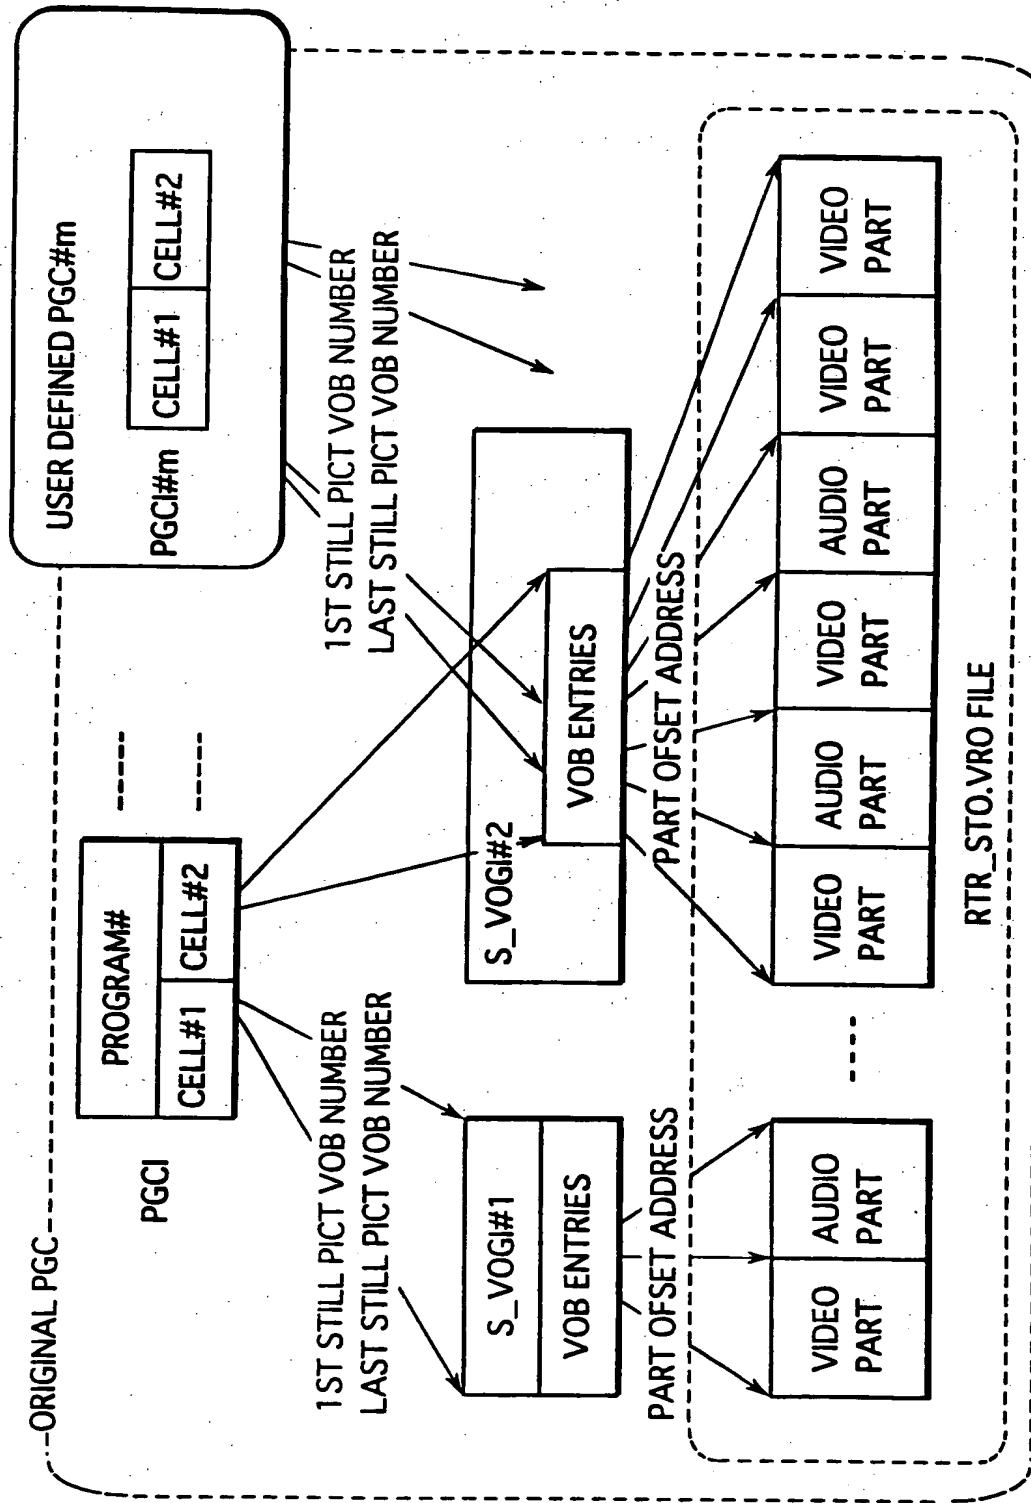 ORIGINAL PGC
USER DEFINED PGC#m
PGCI
PROGRAM#
CELL#1
CELL#2
-----
-----
PGCI#m
CELL#1
CELL#2
1ST STILL PICT VOB NUMBER
LAST STILL PICT VOB NUMBER
1ST STILL PICT VOB NUMBER
LAST STILL PICT VOB NUMBER
S_VOGI#1
VOB ENTRIES
S_VOGI#2
VOB ENTRIES
PART OFSET ADDRESS
PART OFSET ADDRESS
VIDEO
PART
AUDIO
PART
----
VIDEO
PART
AUDIO
PART
VIDEO
PART
AUDIO
PART
VIDEO
PART
VIDEO
PART
RTR_STO.VRO FILE